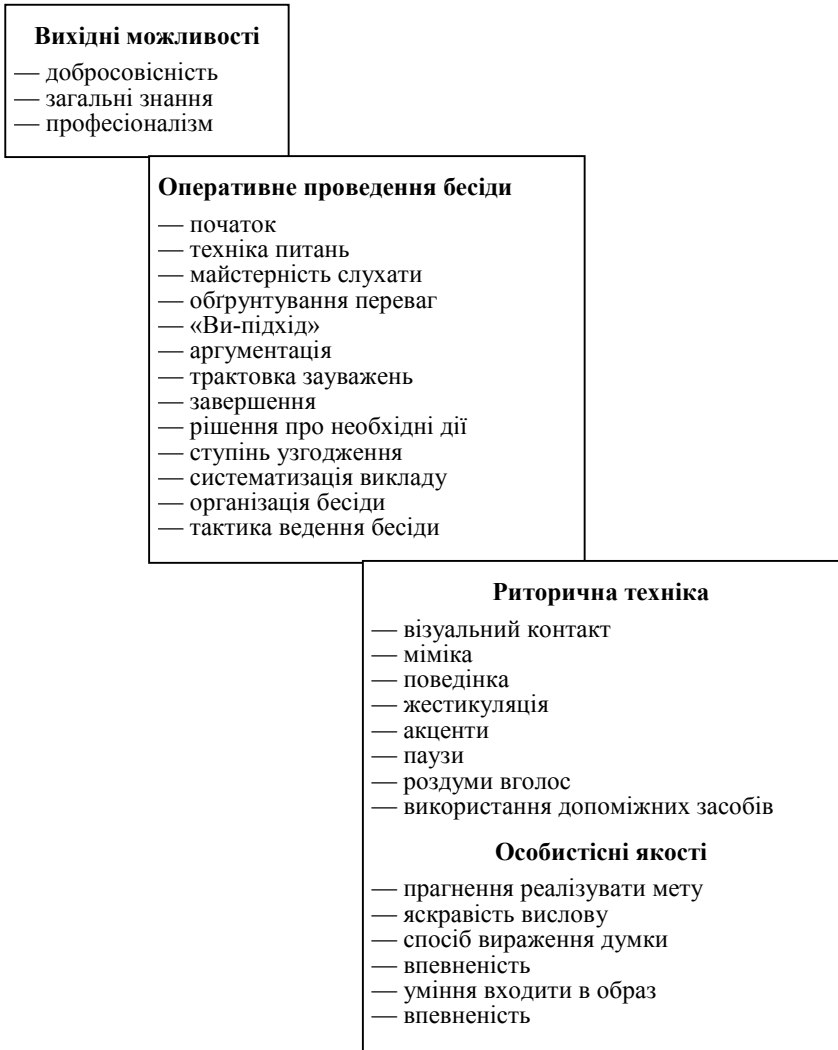 Вихідні можливості
— добросовісність
— загальні знання
— професіоналізм
Оперативне проведення бесіди
— початок
— техніка питань
— майстерність слухати
— обґрунтування переваг
— «Ви-підхід»
— аргументація
— трактовка зауважень
— завершення
— рішення про необхідні дії
— ступінь узгодження
— систематизація викладу
— організація бесіди
— тактика ведення бесіди
Риторична техніка
— візуальний контакт
— міміка
— поведінка
— жестикуляція
— акценти
— паузи
— роздуми вголос
— використання допоміжних засобів
Особистісні якості
— прагнення реалізувати мету
— яскравість вислову
— спосіб вираження думки
— впевненість
— уміння входити в образ
— впевненість